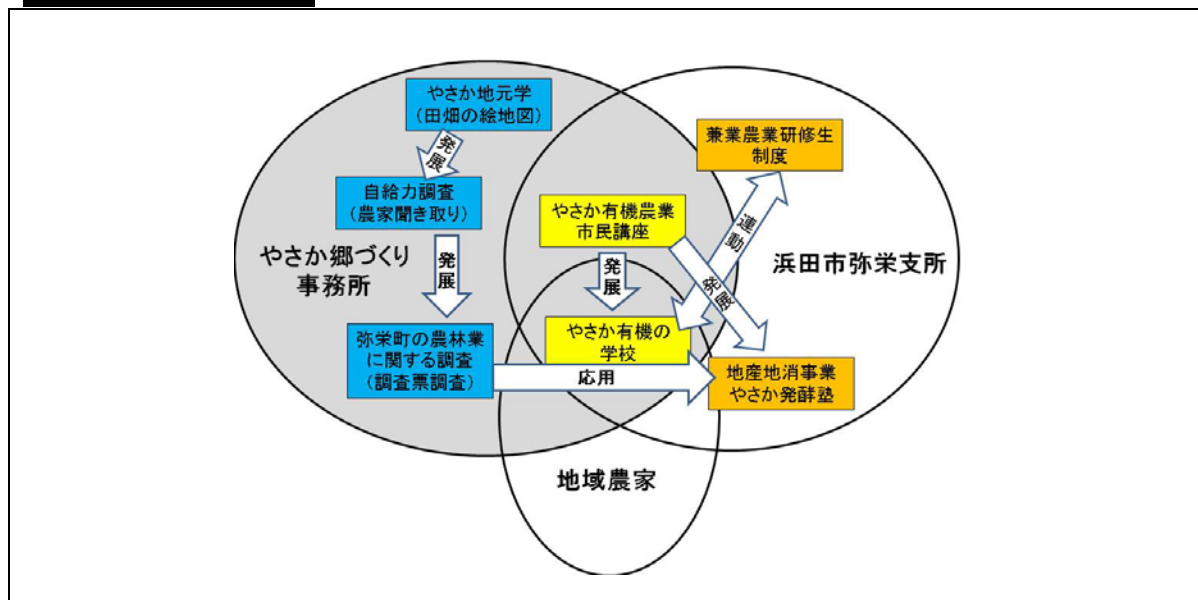 やさか地元学
(田畑の絵地図)
発展
自給力調査
(農家聞き取り)
発展
弥栄町の農林業
に関する調査
(調査票調査)
やさか郷づくり
事務所
やさか有機農業
市民講座
発展
やさか有機の
学校
応用
兼業農業研修生
制度
連動
発展
浜田市弥栄支所
地産地消事業
やさか発酵塾
地域農家